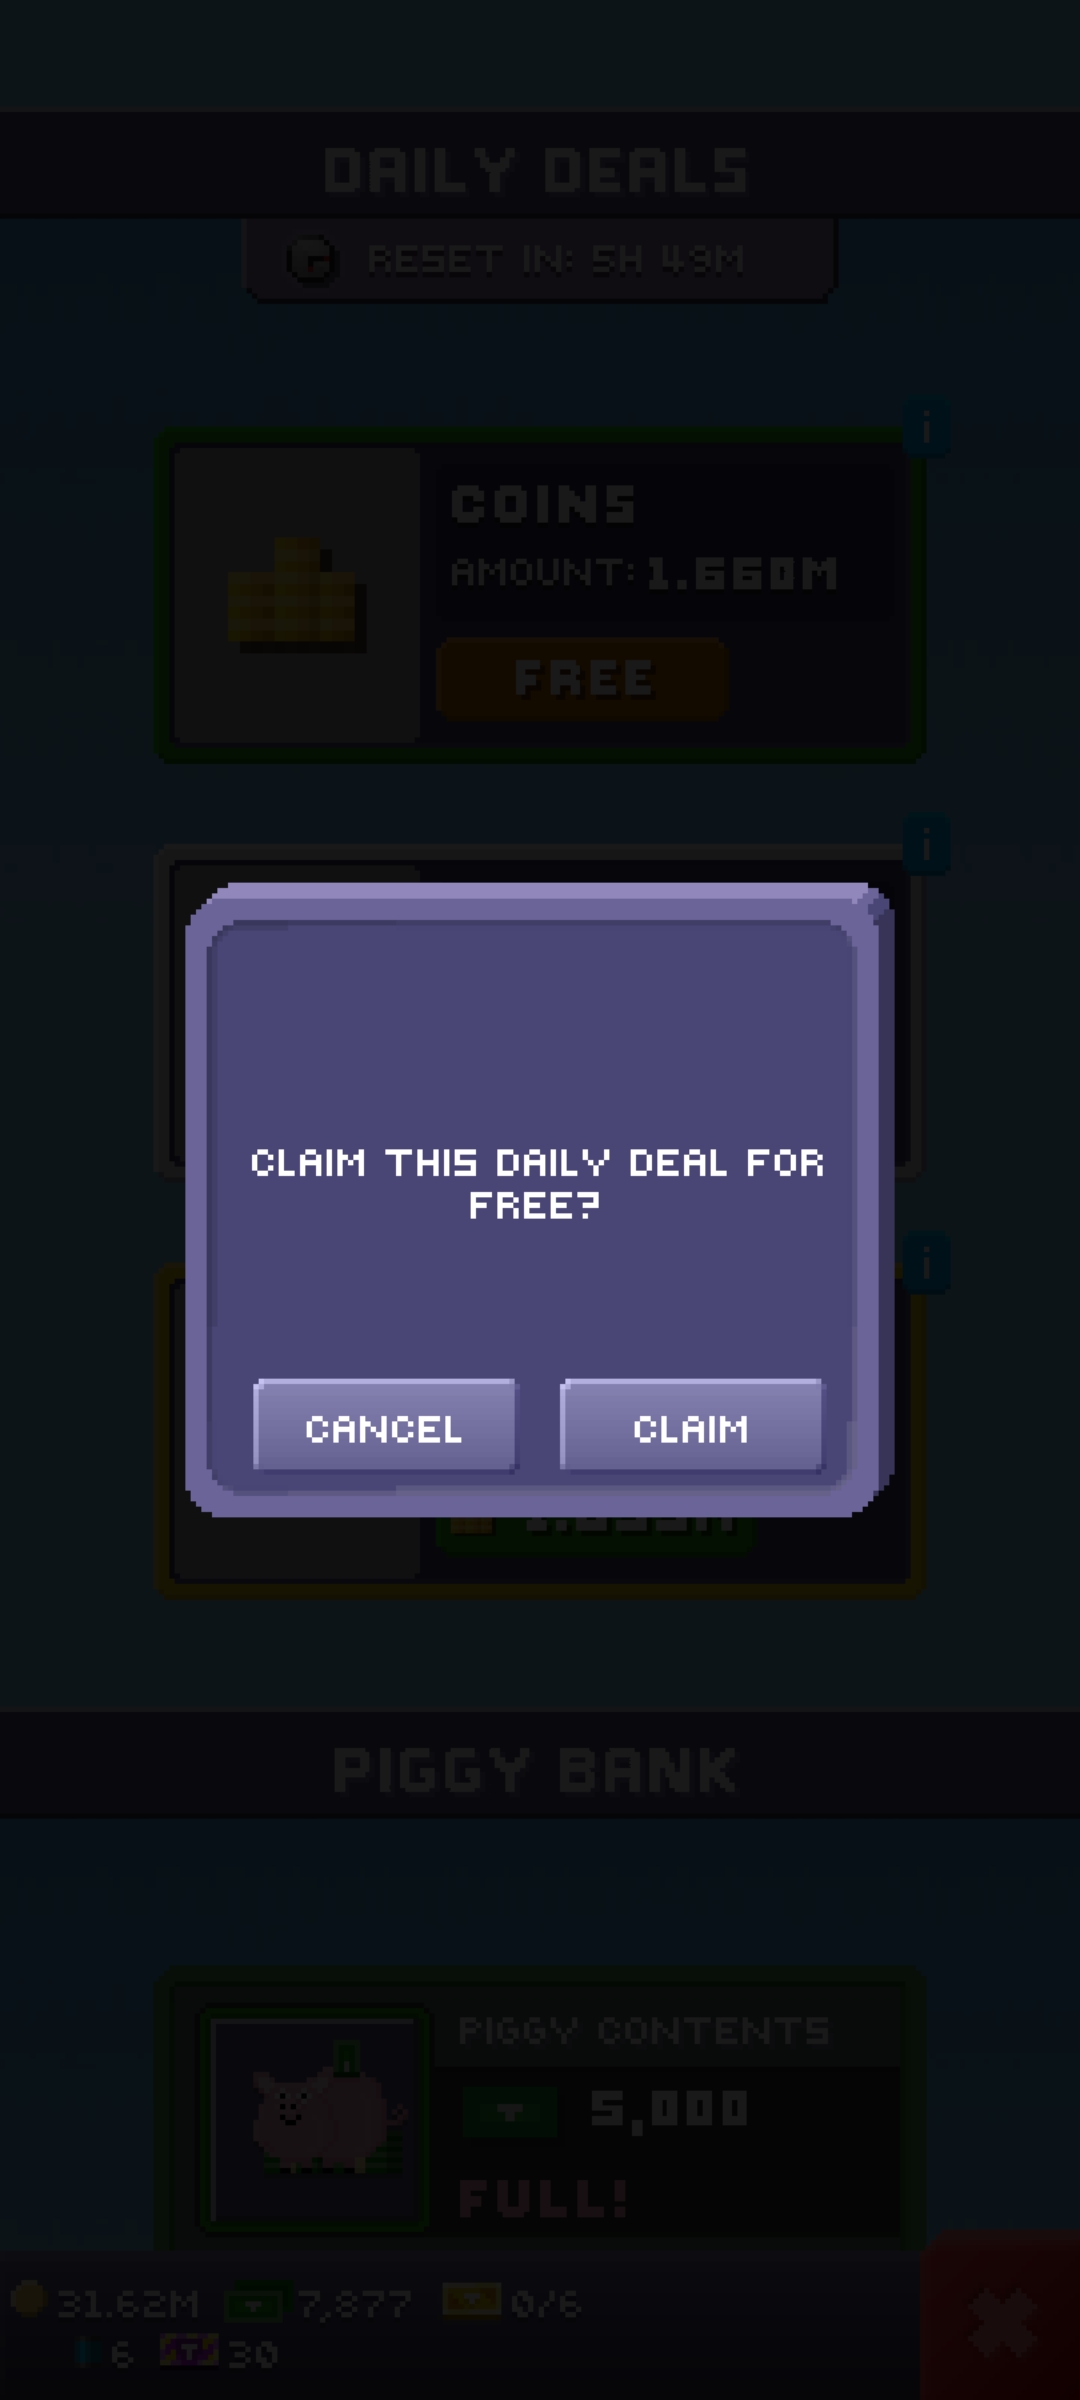 DAILY DEALS
RESET IN: 5H 49M
i
COINS
AMOUNT: 1.660M
FREE
i
CLAIM THIS DAILY DEAL FOR
FREE?
i
CANCEL
CLAIM
PIGGY BANK
PIGGY CONTENTS
5,000
FULL!
31.62M
7,877
0/6
6
30